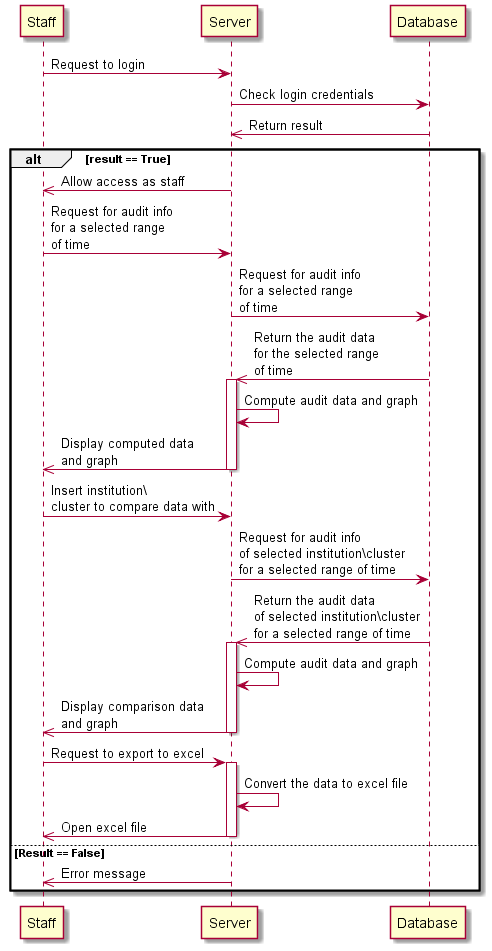 Staff
Server
Database
Request to login
Check login credentials
Return result
alt
[result == True]
Allow access as staff
Request for audit info
for a selected range
of time
Request for audit info
for a selected range
of time
Return the audit data
for the selected range
of time
Compute audit data and graph
Display computed data
and graph
Insert institution\
cluster to compare data with
Request for audit info
of selected institution\cluster
for a selected range of time
Return the audit data
of selected institution\cluster
for a selected range of time
Compute audit data and graph
Display comparison data
and graph
Request to export to excel
Convert the data to excel file
Open excel file
[Result == False]
Error message
Staff
Server
Database